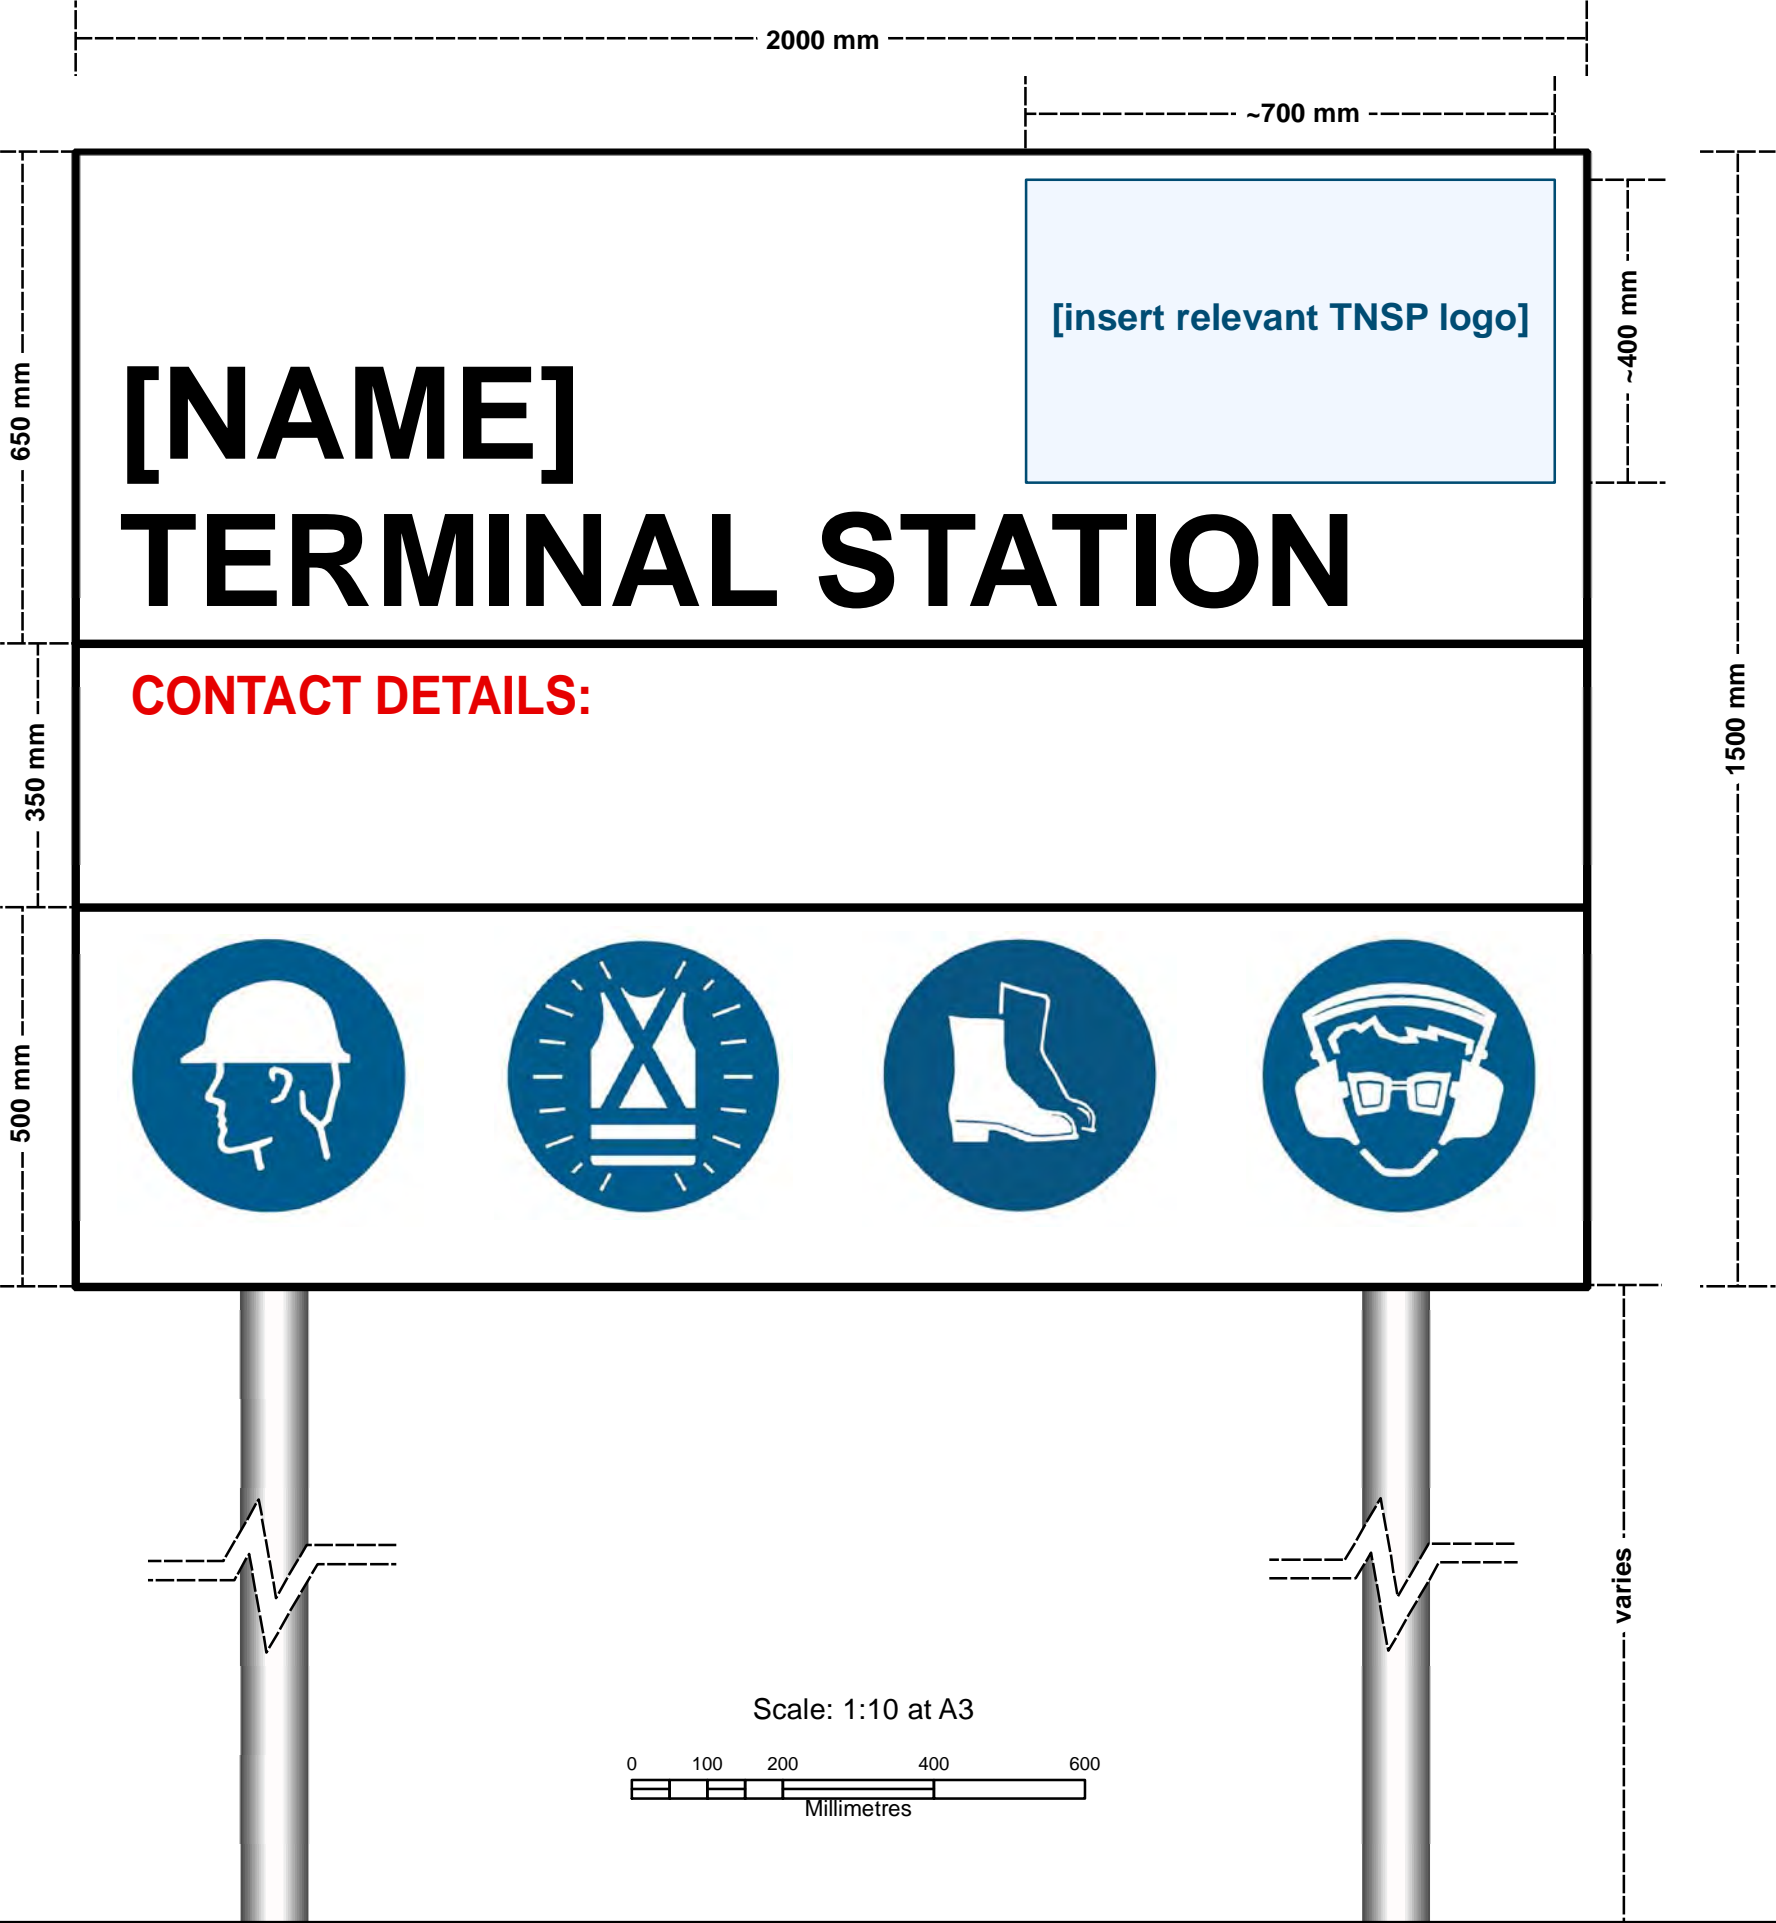 2000 mm
~700 mm
[insert relevant TNSP logo]
~400 mm
650 mm
[NAME]
TERMINAL STATION
1500 mm
CONTACT DETAILS:
350 mm
500 mm
varies
Scale: 1:10 at A3
0 100 200 400 600
Millimetres